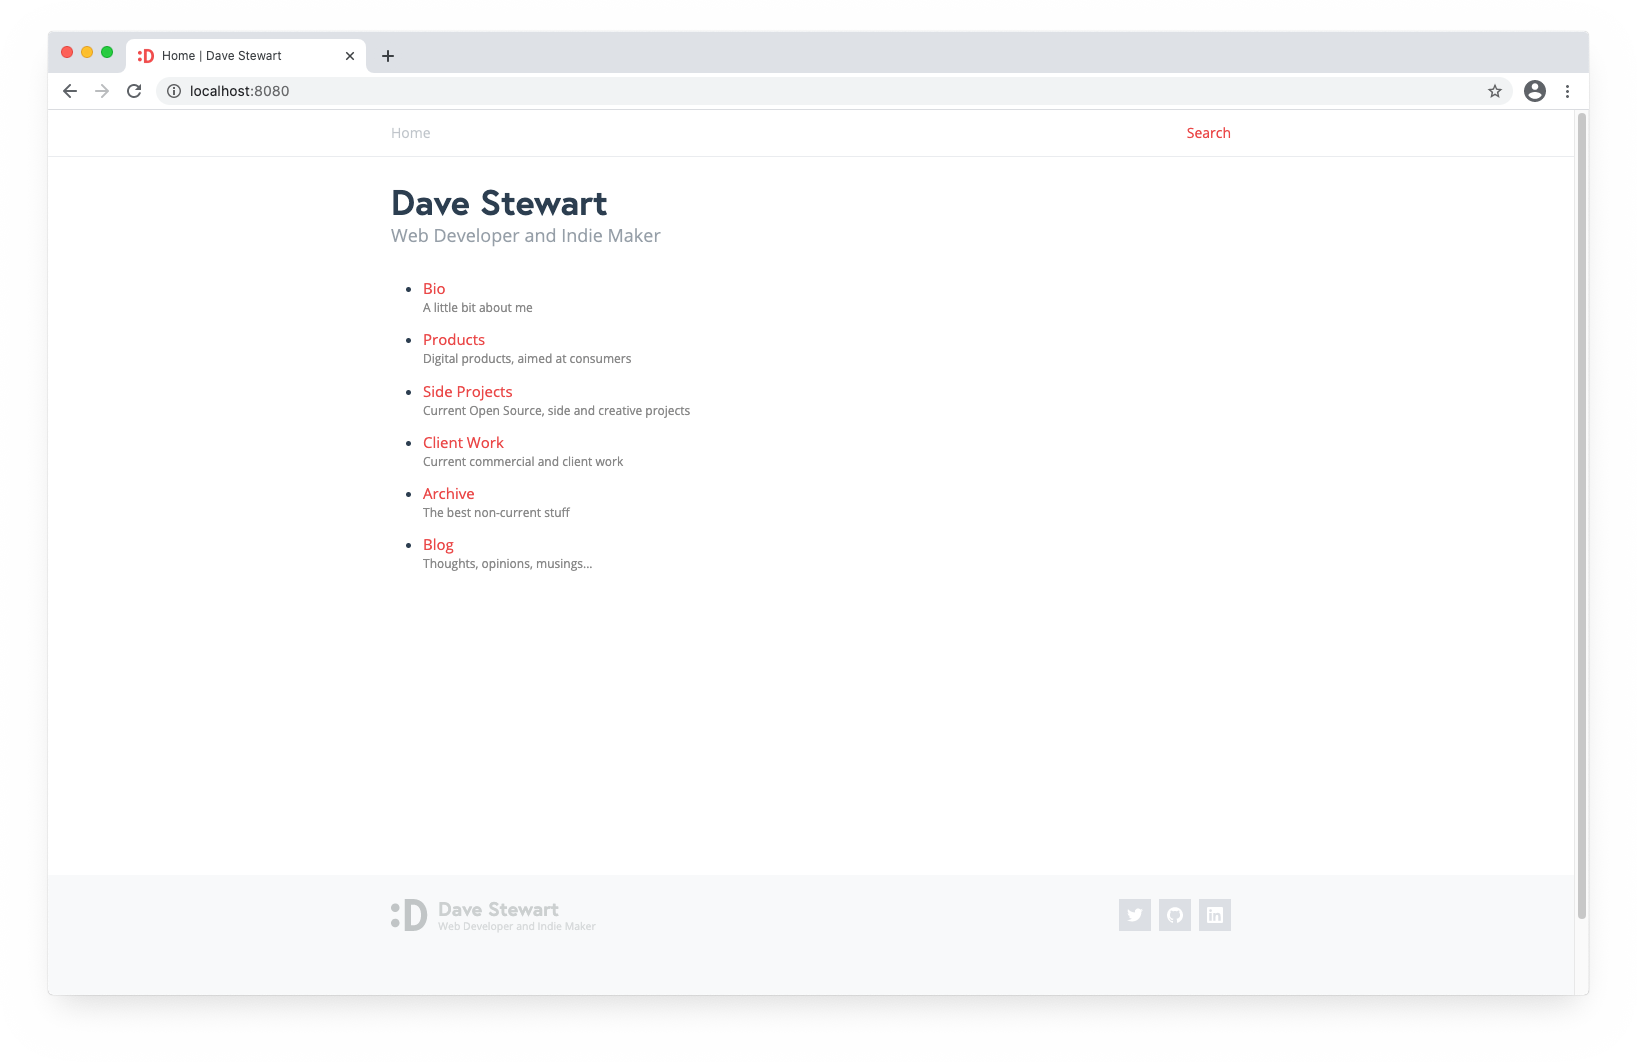 :D Home | Dave Stewart
localhost:8080
Home
Search
Dave Stewart
Web Developer and Indie Maker
Bio
A little bit about me
Products
Digital products, aimed at consumers
Side Projects
Current Open Source, side and creative projects
Client Work
Current commercial and client work
Archive
The best non-current stuff
Blog
Thoughts, opinions, musings...
:D Dave Stewart
Web Developer and Indie Maker
in